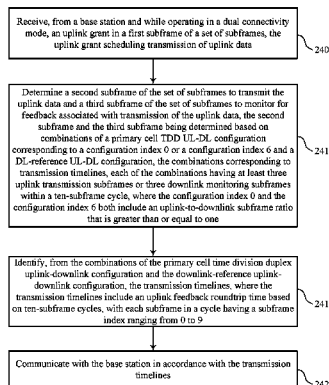 Receive, from a base station and while operating in a dual connectivity
mode, an uplink grant in a first subframe of a set of subframes, the
uplink grant scheduling transmission of uplink data
240
Determine a second subframe of the set of subframes to transmit the
uplink data and a third subframe of the set of subframes to monitor for
feedback associated with transmission of the uplink data, the second
subframe and the third subframe being determined based on
combinations of a primary cell TDD UL-DL configuration
corresponding to a configuration index 0 or a configuration index 6 and a
DL-reference UL-DL configuration, the combinations corresponding to
transmission timelines, each of the combinations having at least three
uplink transmission subframes or three downlink monitoring subframes
within a ten-subframe cycle, where the configuration index 0 and the
configuration index 6 both include an uplink-to-downlink subframe ratio
that is greater than or equal to one
241
Identify, from the combinations of the primary cell time division duplex
uplink-downlink configuration and the downlink-reference uplink-
downlink configuration, the transmission timelines, where the
transmission timelines include an uplink feedback roundtrip time based
on ten-subframe cycles, with each subframe in a cycle having a subframe
index ranging from 0 to 9
241
Communicate with the base station in accordance with the transmission
timelines
242